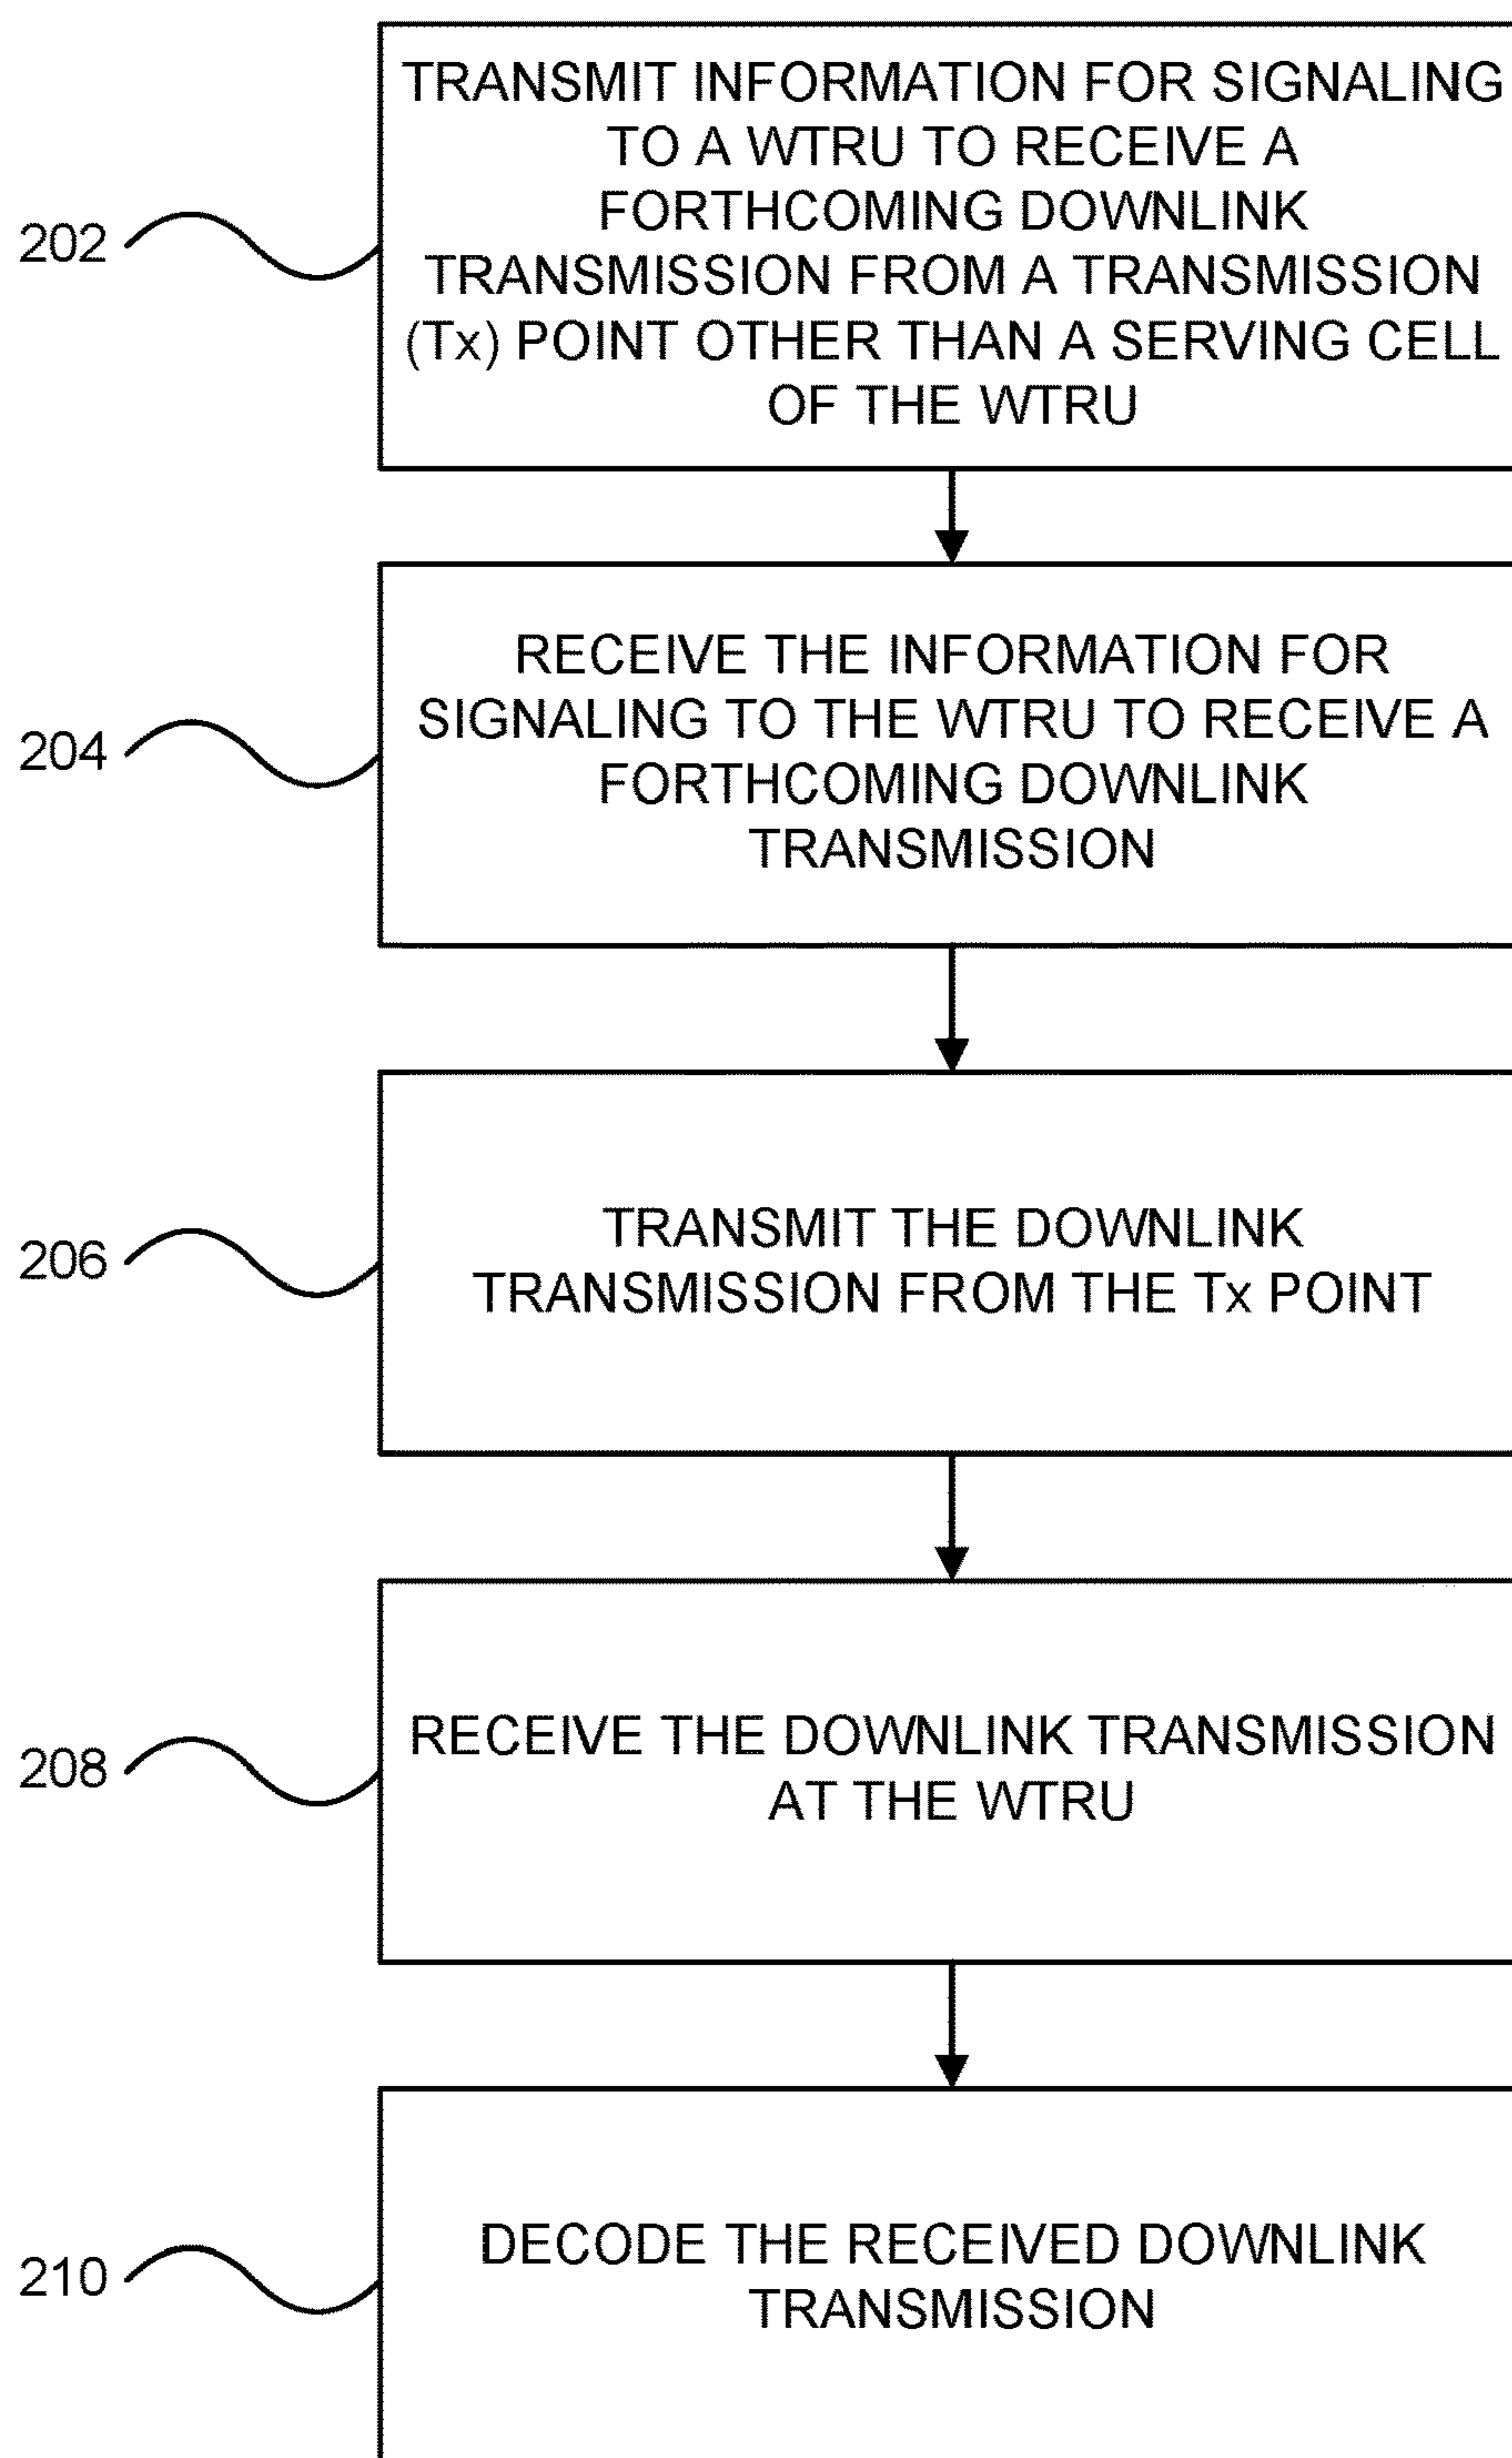 202
TRANSMIT INFORMATION FOR SIGNALING
TO A WTRU TO RECEIVE A
FORTHCOMING DOWNLINK
TRANSMISSION FROM A TRANSMISSION
(Tx) POINT OTHER THAN A SERVING CELL
OF THE WTRU
204
RECEIVE THE INFORMATION FOR
SIGNALING TO THE WTRU TO RECEIVE A
FORTHCOMING DOWNLINK
TRANSMISSION
206
TRANSMIT THE DOWNLINK
TRANSMISSION FROM THE Tx POINT
208
RECEIVE THE DOWNLINK TRANSMISSION
AT THE WTRU
210
DECODE THE RECEIVED DOWNLINK
TRANSMISSION